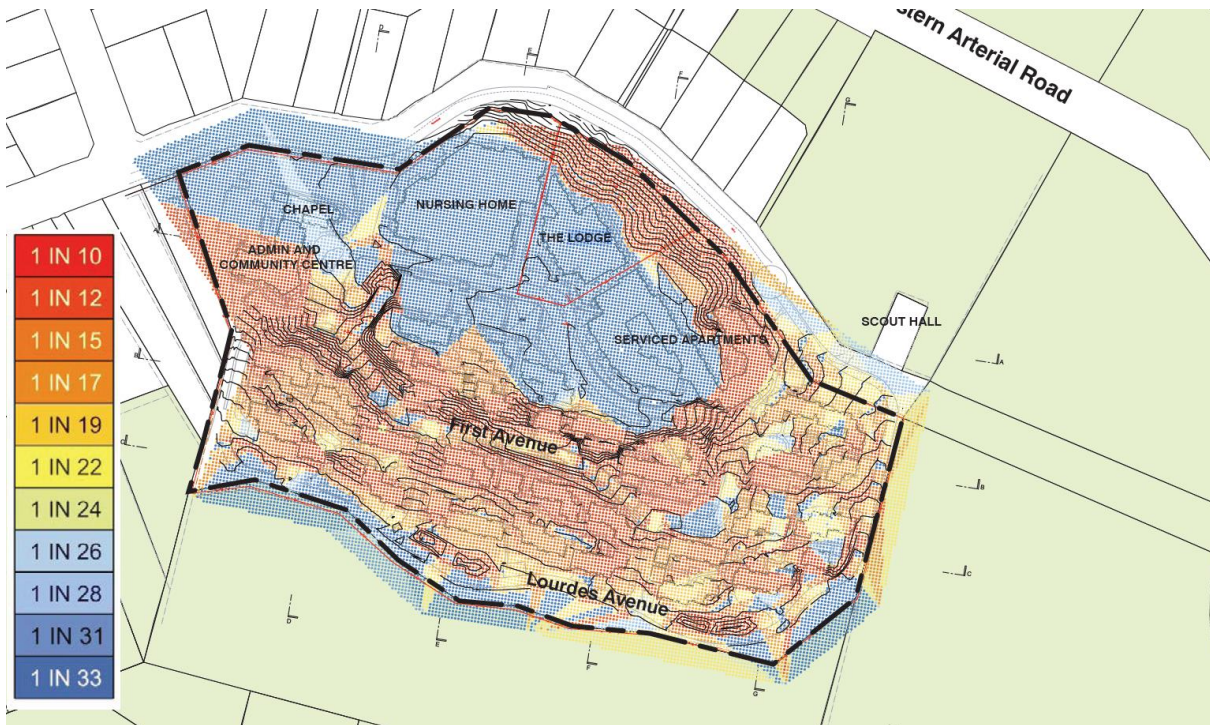 stern Arterial Road
D
E
F
G
CHAPEL
NURSING HOME
THE LODGE
ADMIN AND
COMMUNITY CENTRE
SERVICED APARTMENTS
SCOUT HALL
A
A
B
B
C
C
First Avenue
Lourdes Avenue
D
E
F
G
1 IN 10
1 IN 12
1 IN 15
1 IN 17
1 IN 19
1 IN 22
1 IN 24
1 IN 26
1 IN 28
1 IN 31
1 IN 33